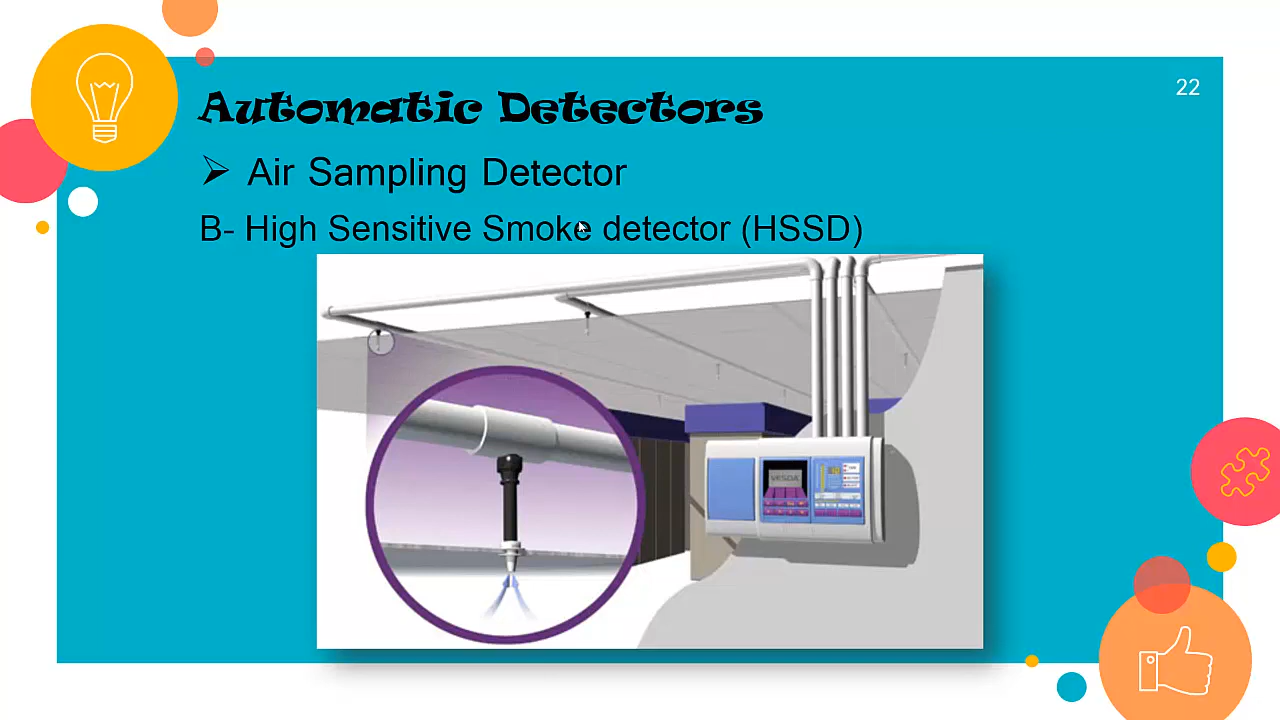 22
Automatic Detectors
Air Sampling Detector
B- High Sensitive Smoke detector (HSSD)
VESDA